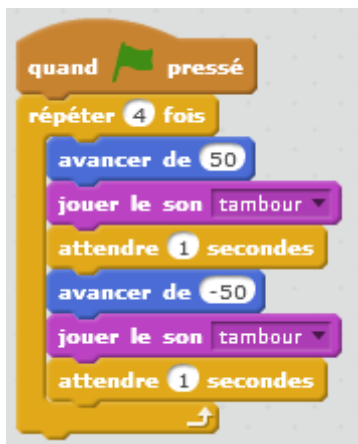 quand pressé
répéter 4 fois
avancer de 50
jouer le son tambour
attendre 1 secondes
avancer de -50
jouer le son tambour
attendre 1 secondes